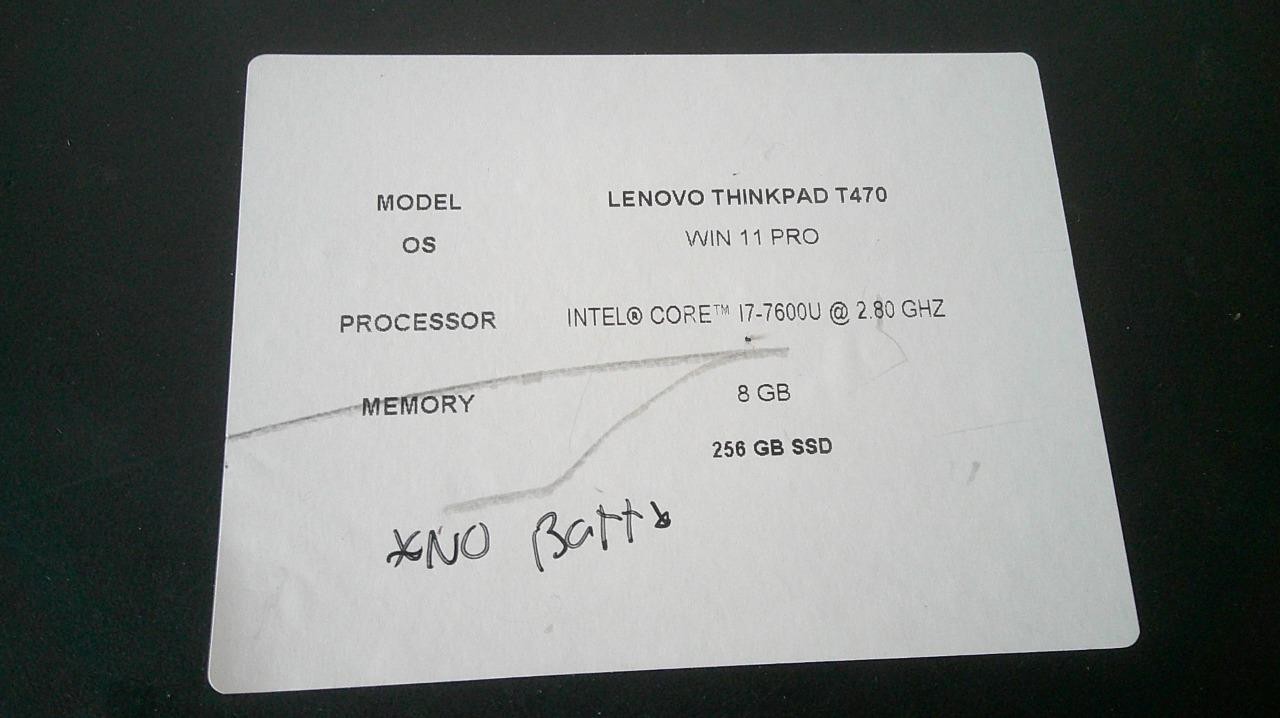 MODEL LENOVO THINKPAD T470
OS WIN 11 PRO
PROCESSOR INTEL® CORE™ I7-7600U @ 2.80 GHZ
MEMORY 8 GB
256 GB SSD
*NO Batt*